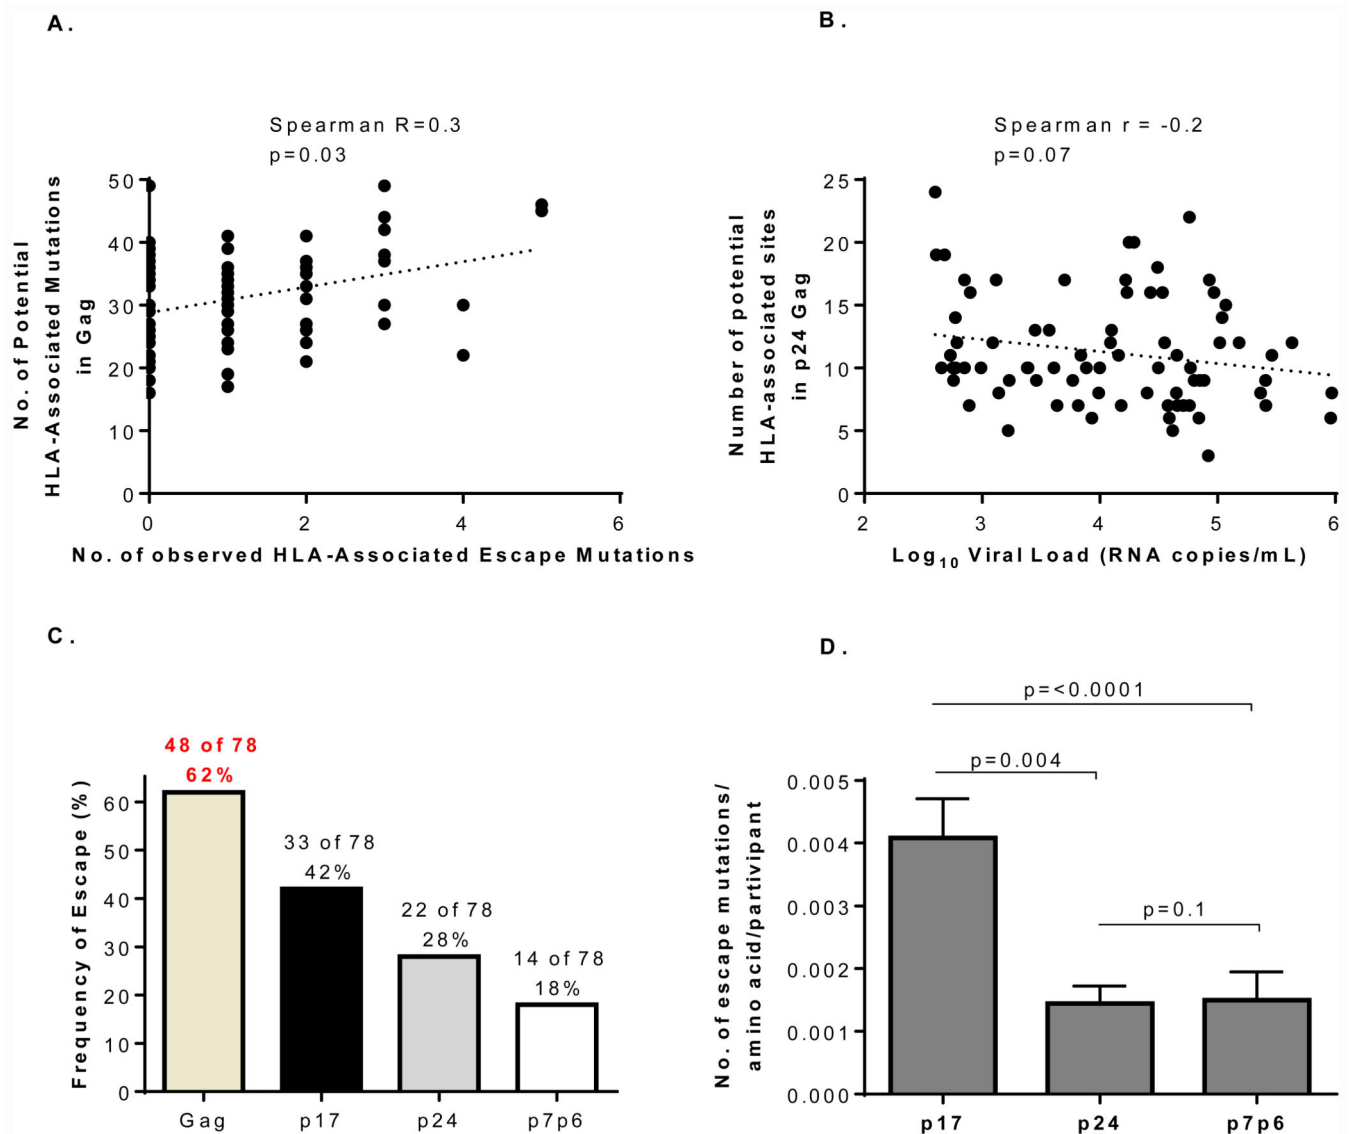 A.
Spearman R=0.3
p=0.03
No. of Potential
HLA-Associated Mutations
in Gag
50
40
30
20
10
0
0 2 4 6
No. of observed HLA-Associated Escape Mutations
B.
Spearman r = -0.2
p=0.07
Number of potential
HLA-associated sites
in p24 Gag
25
20
15
10
5
0
2 3 4 5 6
Log10 Viral Load (RNA copies/mL)
C.
48 of 78
62%
33 of 78
42%
22 of 78
28%
14 of 78
18%
Frequency of Escape (%)
60
50
40
30
20
10
0
Gag p17 p24 p7p6
D.
p=<0.0001
p=0.004
p=0.1
No. of escape mutations/
amino acid/partivipant
0.005
0.004
0.003
0.002
0.001
0.000
p17 p24 p7p6